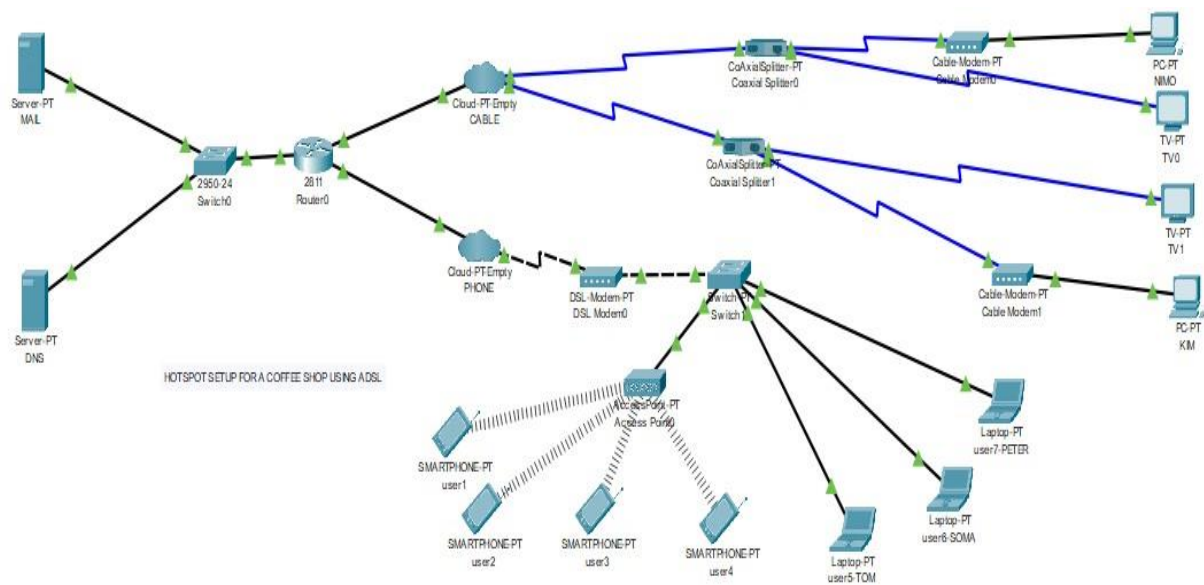 Server-PT
MAIL
2950-24
Switch0
2811
Router0
Server-PT
DNS
Cloud-PT-Empty
CABLE
Cloud-PT-Empty
PHONE
CoAxialSplitter-PT
Coaxial Splitter0
Cable-Modem-PT
Cable Modem0
PC-PT
NIMO
TV-PT
TV0
CoAxialSplitter-PT
Coaxial Splitter1
TV-PT
TV1
Cable-Modem-PT
Cable Modem1
PC-PT
KIM
DSL-Modem-PT
DSL Modem0
Switch-PT
Switch1
HOTSPOT SETUP FOR A COFFEE SHOP USING ADSL
AccessPoint-PT
Access Point0
SMARTPHONE-PT
user1
SMARTPHONE-PT
user2
SMARTPHONE-PT
user3
SMARTPHONE-PT
user4
Laptop-PT
user7-PETER
Laptop-PT
user6-SOMA
Laptop-PT
user5-TOM